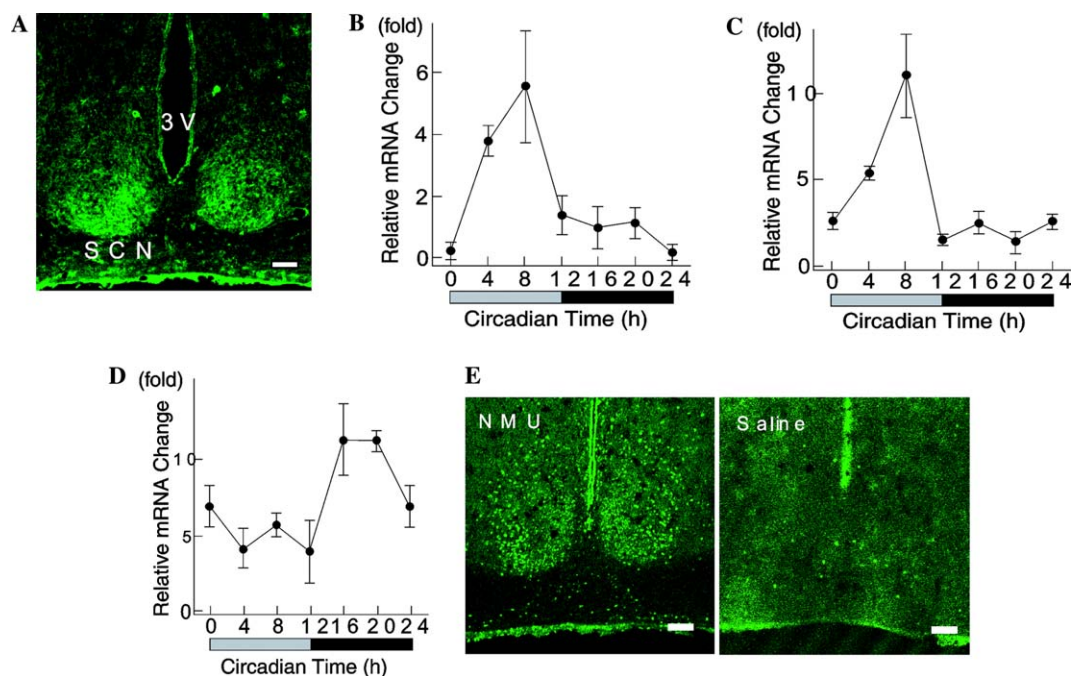 A
3 V
S C N
B
(fold)
Relative mRNA Change
6
4
2
0
0 4 8 1 2 1 6 2 0 2 4
Circadian Time (h)
C
(fold)
Relative mRNA Change
1 0
5
0
0 4 8 1 2 1 6 2 0 2 4
Circadian Time (h)
D
(fold)
Relative mRNA Change
1 0
5
0
0 4 8 1 2 1 6 2 0 2 4
Circadian Time (h)
E
N M U
Saline